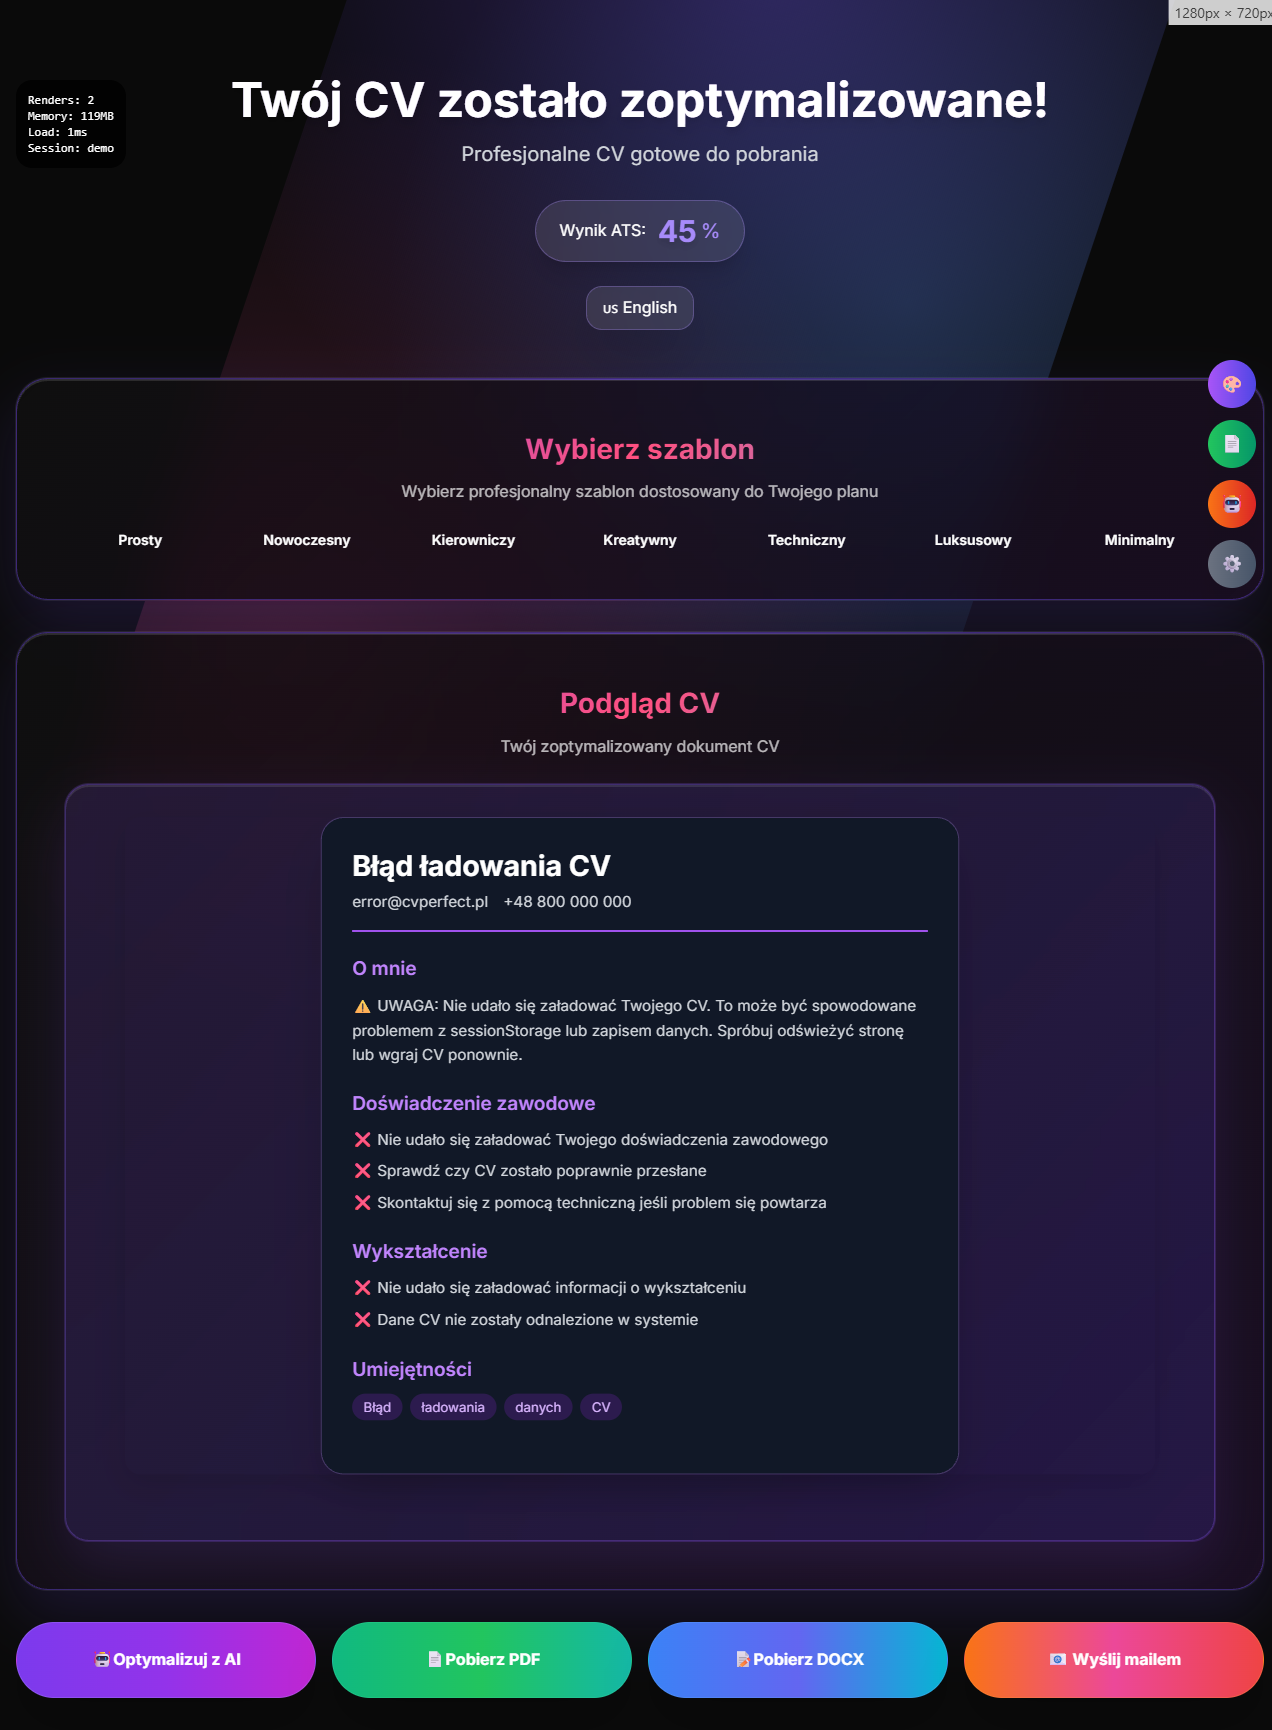 1280px × 720px
Renders: 2
Memory: 119MB
Load: 1ms
Session: demo
Twój CV zostało zoptymalizowane!
Profesjonalne CV gotowe do pobrania
Wynik ATS: 45 %
US English
Wybierz szablon
Wybierz profesjonalny szablon dostosowany do Twojego planu
Prosty Nowoczesny Kierowniczy Kreatywny Techniczny Luksusowy Minimalny
Podgląd CV
Twój zoptymalizowany dokument CV
Błąd ładowania CV
error@cvperfect.pl +48 800 000 000
O mnie
⚠️ UWAGA: Nie udało się załadować Twojego CV. To może być spowodowane
problemem z sessionStorage lub zapisem danych. Spróbuj odświeżyć stronę
lub wgraj CV ponownie.
Doświadczenie zawodowe
❌ Nie udało się załadować Twojego doświadczenia zawodowego
❌ Sprawdź czy CV zostało poprawnie przesłane
❌ Skontaktuj się z pomocą techniczną jeśli problem się powtarza
Wykształcenie
❌ Nie udało się załadować informacji o wykształceniu
❌ Dane CV nie zostały odnalezione w systemie
Umiejętności
Błąd ładowania danych CV
🤖 Optymalizuj z AI
📄 Pobierz PDF
📝 Pobierz DOCX
📧 Wyślij mailem